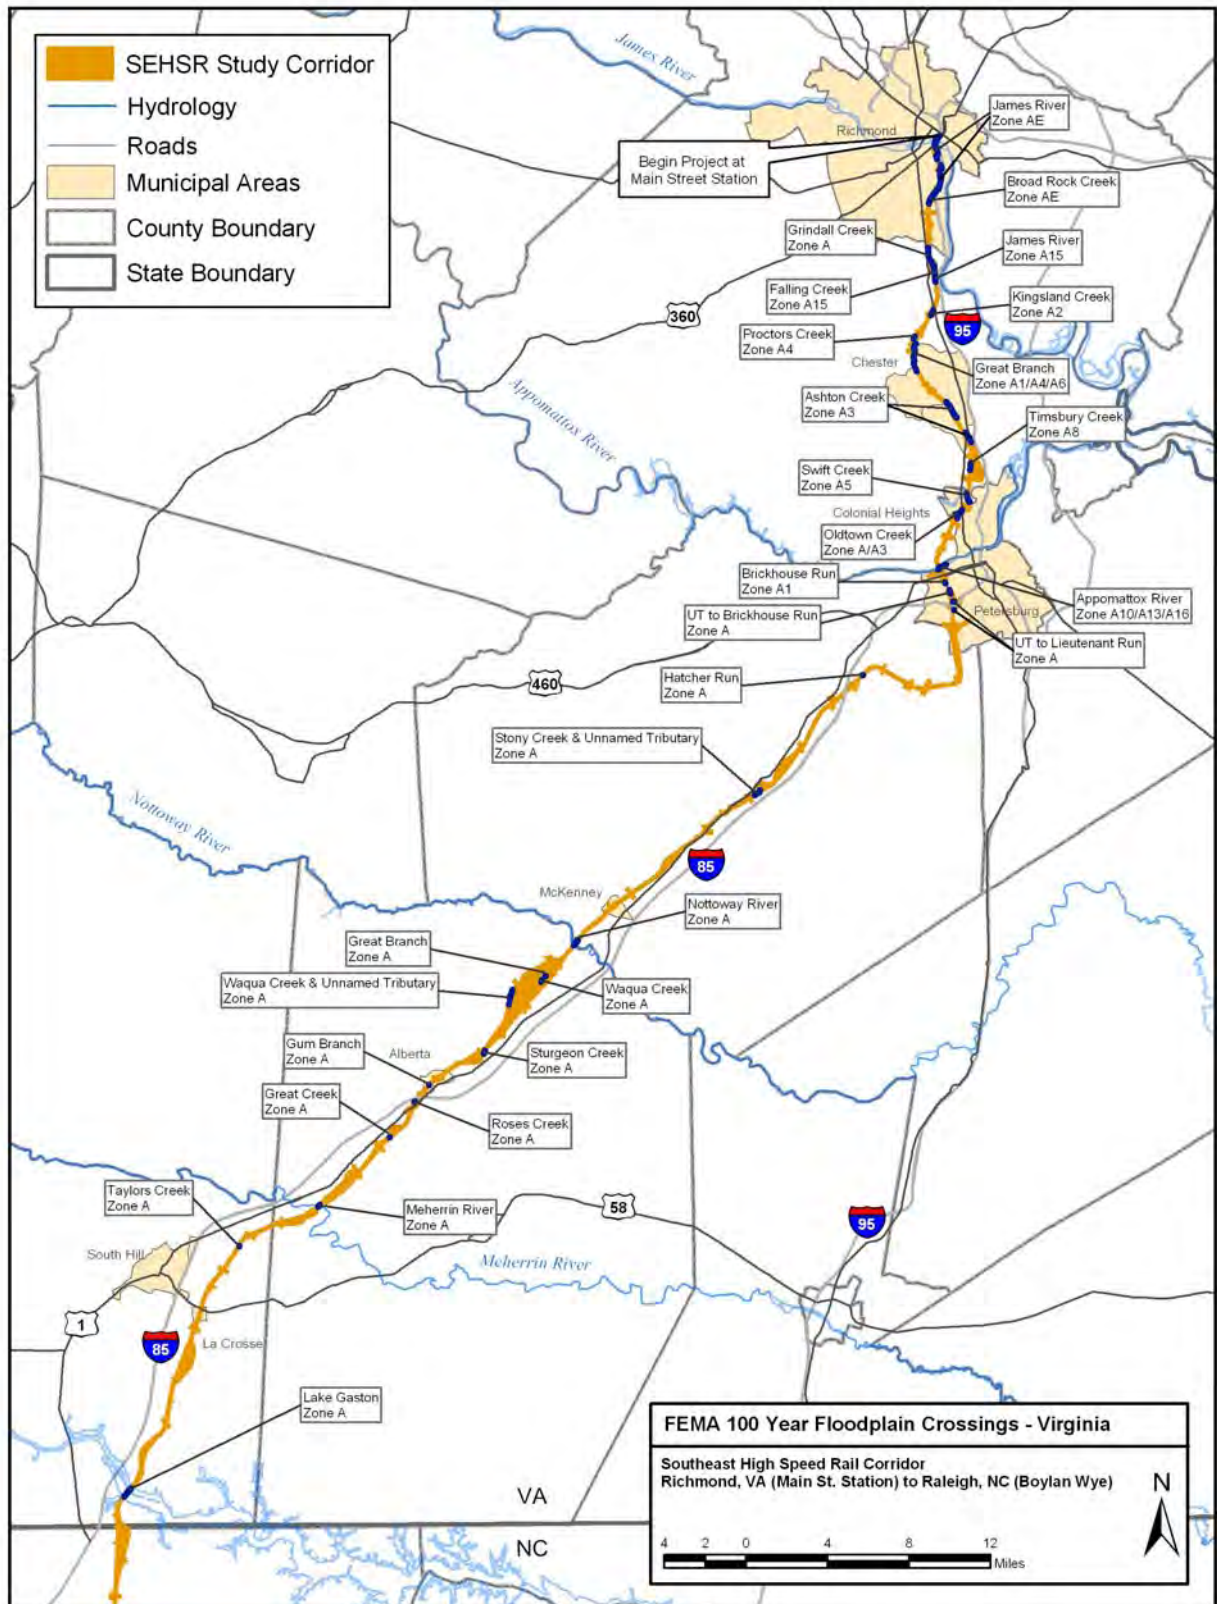 SEHSR Study Corridor
Hydrology
Roads
Municipal Areas
County Boundary
State Boundary
James River
Richmond
James River
Zone AE
Begin Project at
Main Street Station
Broad Rock Creek
Zone AE
Grindall Creek
Zone A
James River
Zone A15
Falling Creek
Zone A15
Kingsland Creek
Zone A2
360
95
Proctors Creek
Zone A4
Chester
Great Branch
Zone A1/A4/A6
Appomattox River
Ashton Creek
Zone A3
Timsbury Creek
Zone A8
Swift Creek
Zone A5
Colonial Heights
Oldtown Creek
Zone A/A3
Brickhouse Run
Zone A1
Appomattox River
Zone A10/A13/A16
Petersburg
UT to Brickhouse Run
Zone A
UT to Lieutenant Run
Zone A
Hatcher Run
Zone A
460
Stony Creek & Unnamed Tributary
Zone A
Nottoway River
85
McKenney
Nottoway River
Zone A
Great Branch
Zone A
Waqua Creek & Unnamed Tributary
Zone A
Waqua Creek
Zone A
Gum Branch
Zone A
Alberta
Sturgeon Creek
Zone A
Great Creek
Zone A
Roses Creek
Zone A
Taylors Creek
Zone A
Meherrin River
Zone A
58
95
South Hill
Meherrin River
1
85
La Crosse
Lake Gaston
Zone A
VA
NC
FEMA 100 Year Floodplain Crossings - Virginia
Southeast High Speed Rail Corridor
Richmond, VA (Main St. Station) to Raleigh, NC (Boylan Wye)
N
4 2 0 4 8 12
Miles